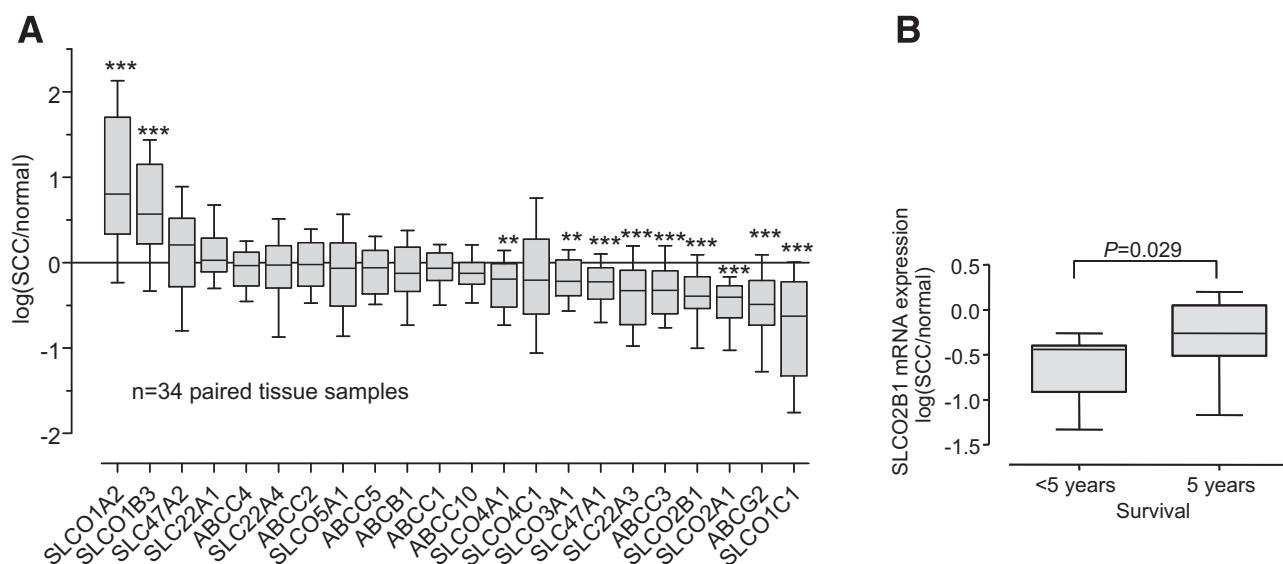 A
B
log(SCC/normal)
2
1
0
-1
-2
***
***
**
**
***
***
***
***
***
***
***
n=34 paired tissue samples
SLCO1A2
SLCO1B3
SLC47A2
SLC22A1
ABCC4
SLC22A4
ABCC2
SLCO5A1
ABCC5
ABCB1
ABCC1
ABCC10
SLCO4A1
SLCO4C1
SLCO3A1
SLC47A1
SLC22A3
ABCC3
SLCO2B1
SLCO2A1
ABCG2
SLCO1C1
SLCO2B1 mRNA expression
log(SCC/normal)
P=0.029
0.5
0.0
-0.5
-1.0
-1.5
<5 years
5 years
Survival